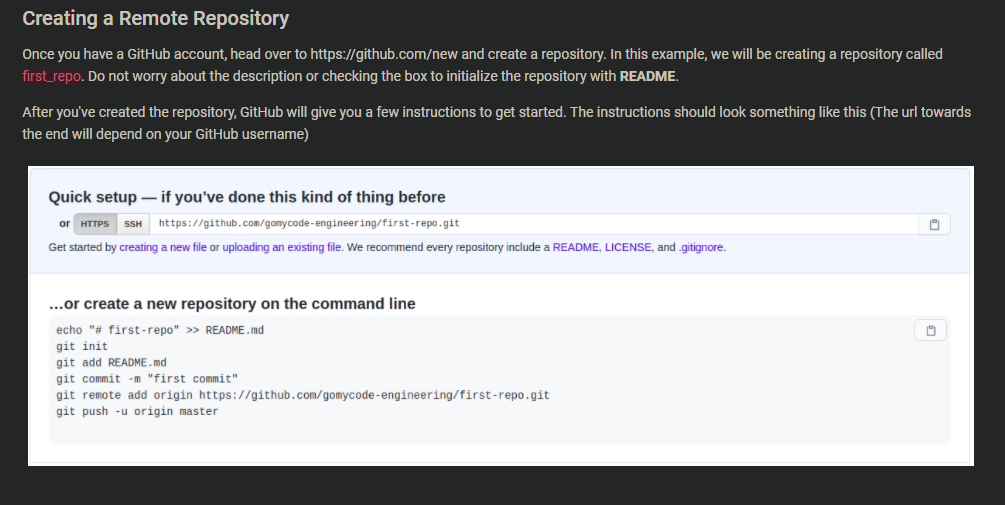 Creating a Remote Repository
Once you have a GitHub account, head over to https://github.com/new and create a repository. In this example, we will be creating a repository called
first_repo. Do not worry about the description or checking the box to initialize the repository with README.
After you've created the repository, GitHub will give you a few instructions to get started. The instructions should look something like this (The url towards
the end will depend on your GitHub username)
Quick setup — if you've done this kind of thing before
or HTTPS SSH https://github.com/gomycode-engineering/first-repo.git
Get started by creating a new file or uploading an existing file. We recommend every repository include a README, LICENSE, and .gitignore.
…or create a new repository on the command line
echo "# first-repo" >> README.md
git init
git add README.md
git commit -m "first commit"
git remote add origin https://github.com/gomycode-engineering/first-repo.git
git push -u origin master